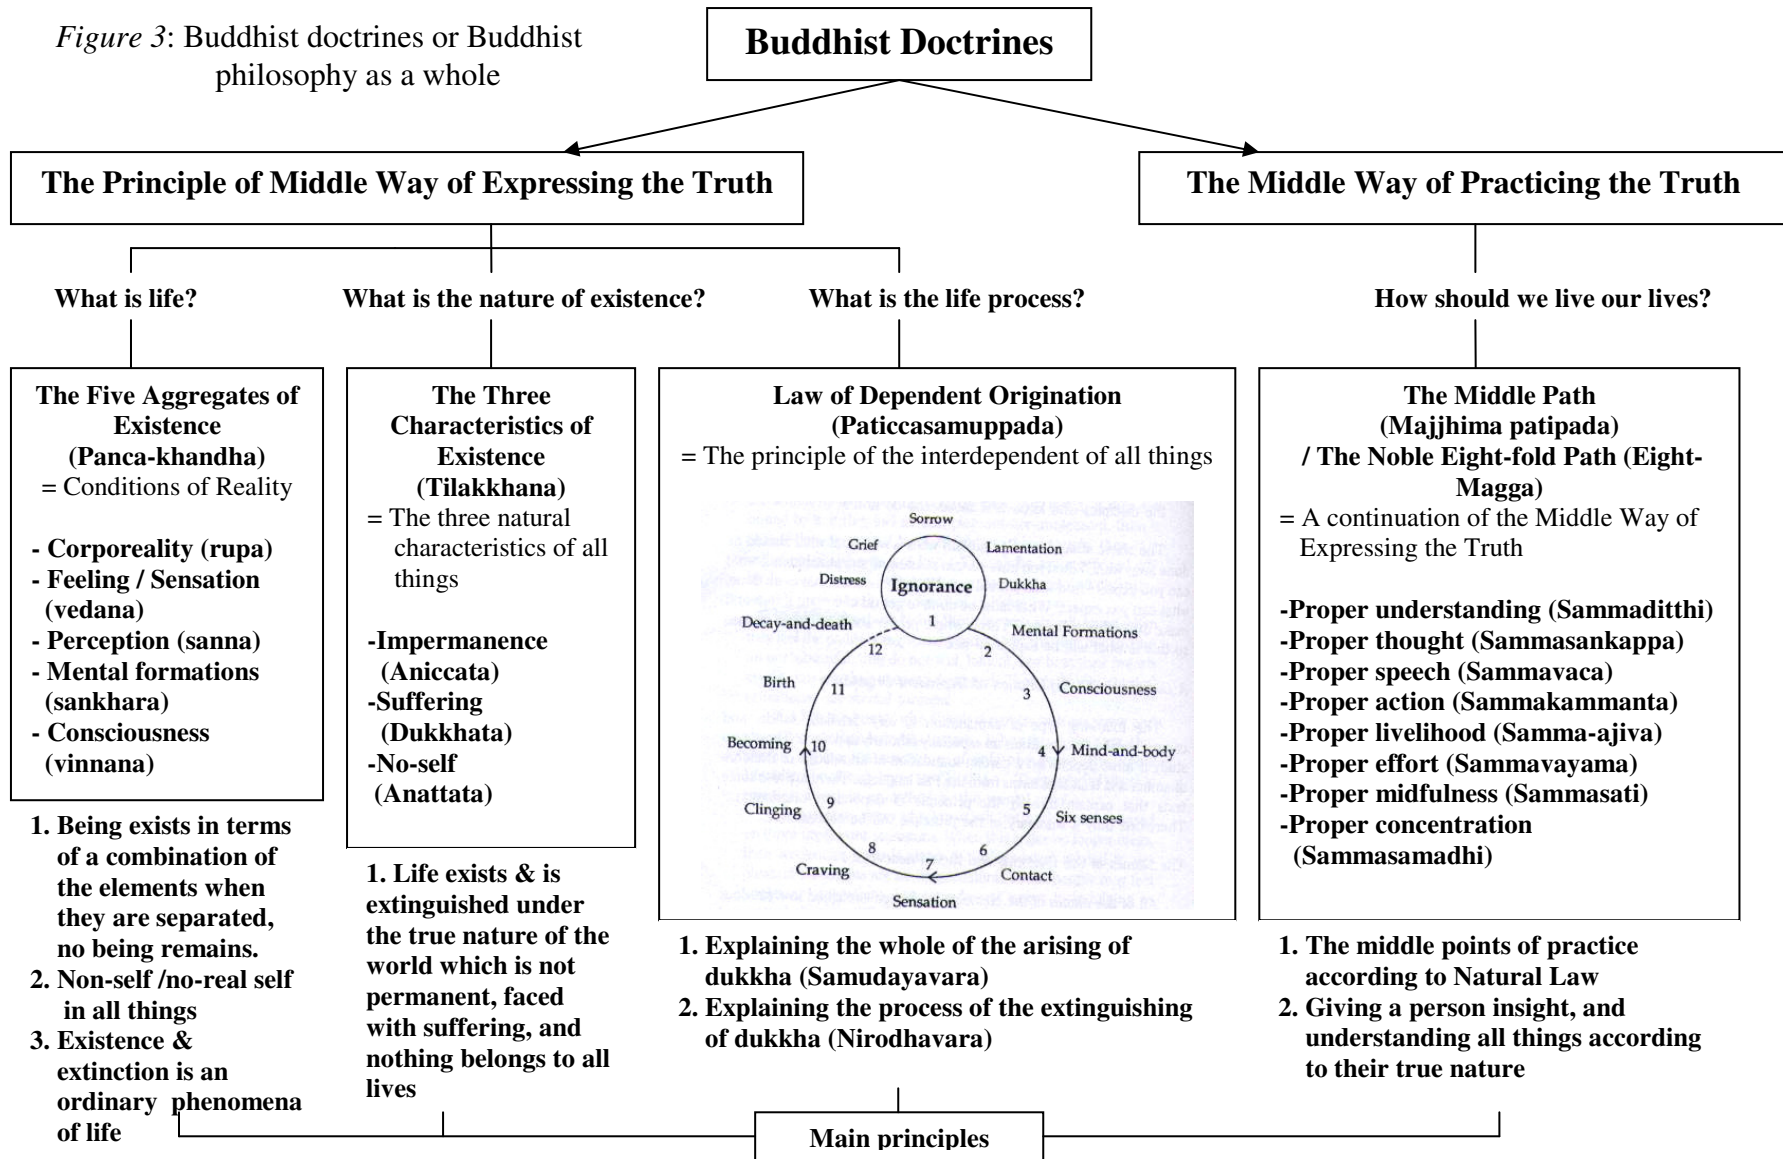 Figure 3: Buddhist doctrines or Buddhist
philosophy as a whole
Buddhist Doctrines
The Principle of Middle Way of Expressing the Truth
The Middle Way of Practicing the Truth
What is life?
What is the nature of existence?
What is the life process?
How should we live our lives?
The Five Aggregates of
Existence
(Panca-khandha)
= Conditions of Reality
- Corporeality (rupa)
- Feeling / Sensation
(vedana)
- Perception (sanna)
- Mental formations
(sankhara)
- Consciousness
(vinnana)
1. Being exists in terms
of a combination of
the elements when
they are separated,
no being remains.
2. Non-self /no-real self
in all things
3. Existence &
extinction is an
ordinary phenomena
of life
The Three
Characteristics of
Existence
(Tilakkhana)
= The three natural
characteristics of all
things
-Impermanence
(Aniccata)
-Suffering
(Dukkhata)
-No-self
(Anattata)
1. Life exists & is
extinguished under
the true nature of the
world which is not
permanent, faced
with suffering, and
nothing belongs to all
lives
Law of Dependent Origination
(Paticcasamuppada)
= The principle of the interdependent of all things
Sorrow
Grief
Lamentation
Distress
Ignorance
Dukkha
Decay-and-death
1
Mental Formations
12
2
Birth
11
3
Consciousness
Becoming
10
4
Mind-and-body
Clinging
9
5
Six senses
8
7
6
Craving
Contact
Sensation
1. Explaining the whole of the arising of
dukkha (Samudayavara)
2. Explaining the process of the extinguishing
of dukkha (Nirodhavara)
The Middle Path
(Majjhima patipada)
/ The Noble Eight-fold Path (Eight-
Magga)
= A continuation of the Middle Way of
Expressing the Truth
-Proper understanding (Sammaditthi)
-Proper thought (Sammasankappa)
-Proper speech (Sammavaca)
-Proper action (Sammakammanta)
-Proper livelihood (Samma-ajiva)
-Proper effort (Sammavayama)
-Proper midfulness (Sammasati)
-Proper concentration
(Sammasamadhi)
1. The middle points of practice
according to Natural Law
2. Giving a person insight, and
understanding all things according
to their true nature
Main principles